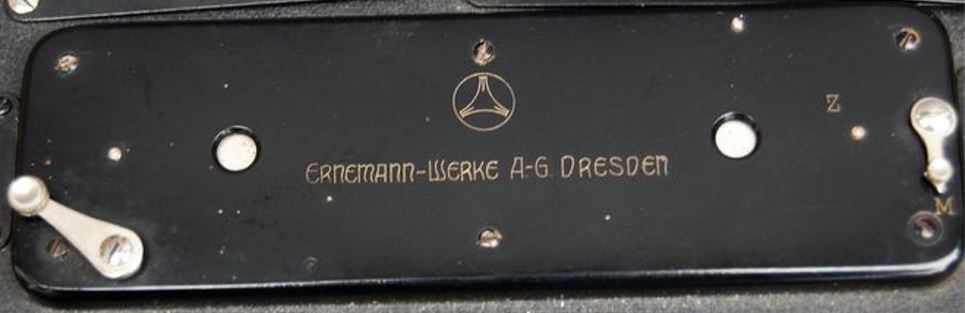 Z
ERNEMANN-WERKE A-G. DRESDEN
M